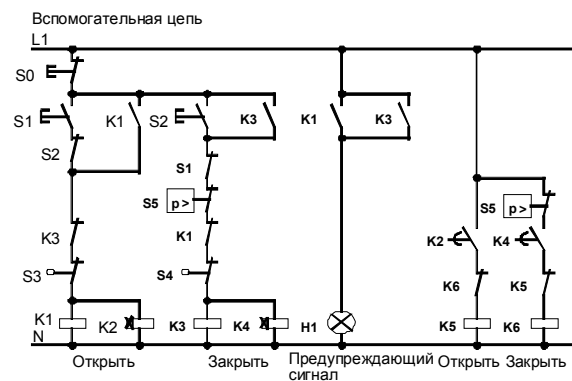 Вспомогательная цепь
L1
S0
S1 K1 S2 K3 K1 K3
S2
S1
S5 p > S5 p >
K3 K1 K2 K4
S3 S4 K6 K5
K1 K2 K3 K4 H1 K5 K6
N
Открыть Закрыть Предупреждающий сигнал Открыть Закрыть